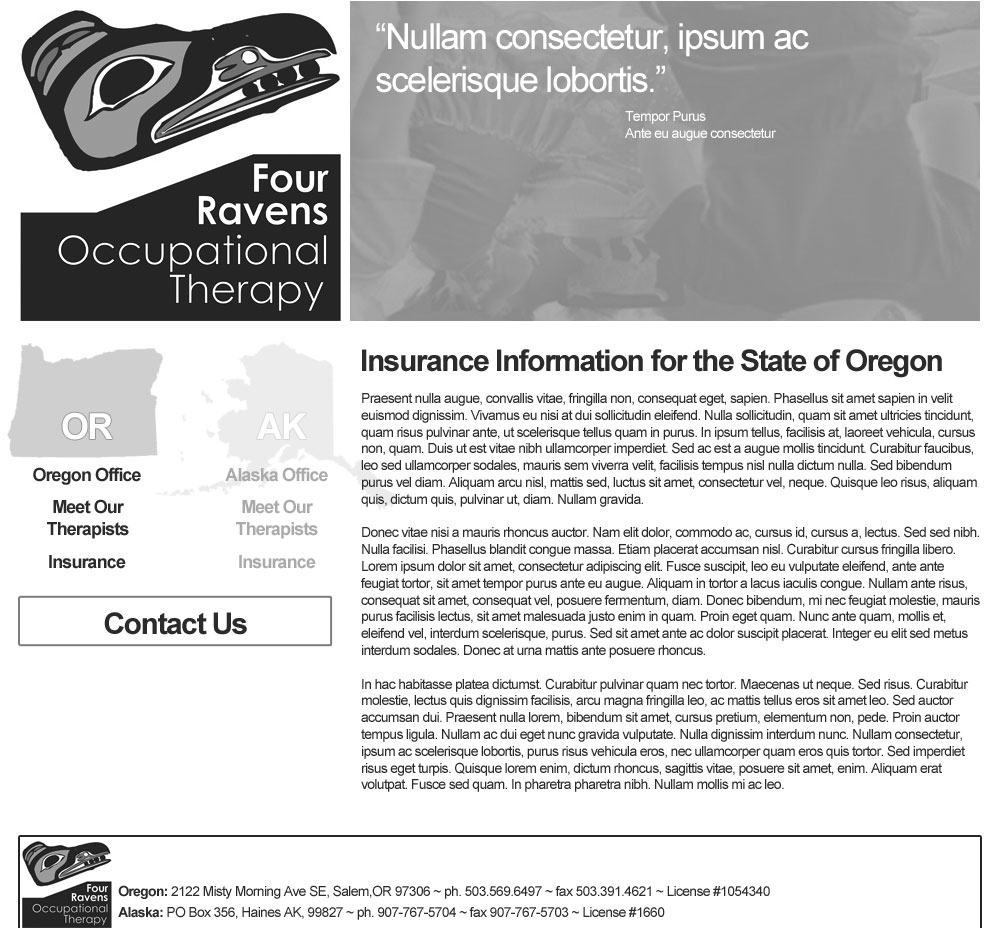 Four
Ravens
Occupational
Therapy
“Nullam consectetur, ipsum ac
scelerisque lobortis.”
Tempor Purus
Ante eu augue consectetur
OR
Oregon Office
Meet Our
Therapists
Insurance
AK
Alaska Office
Meet Our
Therapists
Insurance
Contact Us
Insurance Information for the State of Oregon
Praesent nulla augue, convallis vitae, fringilla non, consequat eget, sapien. Phasellus sit amet sapien in velit
euismod dignissim. Vivamus eu nisi at dui sollicitudin eleifend. Nulla sollicitudin, quam sit amet ultricies tincidunt,
quam risus pulvinar ante, ut scelerisque tellus quam in purus. In ipsum tellus, facilisis at, laoreet vehicula, cursus
non, quam. Duis ut est vitae nibh ullamcorper imperdiet. Sed ac est a augue mollis tincidunt. Curabitur faucibus,
leo sed ullamcorper sodales, mauris sem viverra velit, facilisis tempus nisl nulla dictum nulla. Sed bibendum
purus vel diam. Aliquam arcu nisl, mattis sed, luctus sit amet, consectetur vel, neque. Quisque leo risus, aliquam
quis, dictum quis, pulvinar ut, diam. Nullam gravida.
Donec vitae nisi a mauris rhoncus auctor. Nam elit dolor, commodo ac, cursus id, cursus a, lectus. Sed sed nibh.
Nulla facilisi. Phasellus blandit congue massa. Etiam placerat accumsan nisl. Curabitur cursus fringilla libero.
Lorem ipsum dolor sit amet, consectetur adipiscing elit. Fusce suscipit, leo eu vulputate eleifend, ante ante
feugiat tortor, sit amet tempor purus ante eu augue. Aliquam in tortor a lacus iaculis congue. Nullam ante risus,
consequat sit amet, consequat vel, posuere fermentum, diam. Donec bibendum, mi nec feugiat molestie, mauris
purus facilisis lectus, sit amet malesuada justo enim in quam. Proin eget quam. Nunc ante quam, mollis et,
eleifend vel, interdum scelerisque, purus. Sed sit amet ante ac dolor suscipit placerat. Integer eu elit sed metus
interdum sodales. Donec at urna mattis ante posuere rhoncus.
In hac habitasse platea dictumst. Curabitur pulvinar quam nec tortor. Maecenas ut neque. Sed risus. Curabitur
molestie, lectus quis dignissim facilisis, arcu magna fringilla leo, ac mattis tellus eros sit amet leo. Sed auctor
accumsan dui. Praesent nulla lorem, bibendum sit amet, cursus pretium, elementum non, pede. Proin auctor
tempus ligula. Nullam ac dui eget nunc gravida vulputate. Nulla dignissim interdum nunc. Nullam consectetur,
ipsum ac scelerisque lobortis, purus risus vehicula eros, nec ullamcorper quam eros quis tortor. Sed imperdiet
risus eget turpis. Quisque lorem enim, dictum rhoncus, sagittis vitae, posuere sit amet, enim. Aliquam erat
volutpat. Fusce sed quam. In pharetra pharetra nibh. Nullam mollis mi ac leo.
Four
Ravens
Occupational
Therapy
Oregon: 2122 Misty Morning Ave SE, Salem,OR 97306 ~ ph. 503.569.6497 ~ fax 503.391.4621 ~ License #1054340
Alaska: PO Box 356, Haines AK, 99827 ~ ph. 907-767-5704 ~ fax 907-767-5703 ~ License #1660